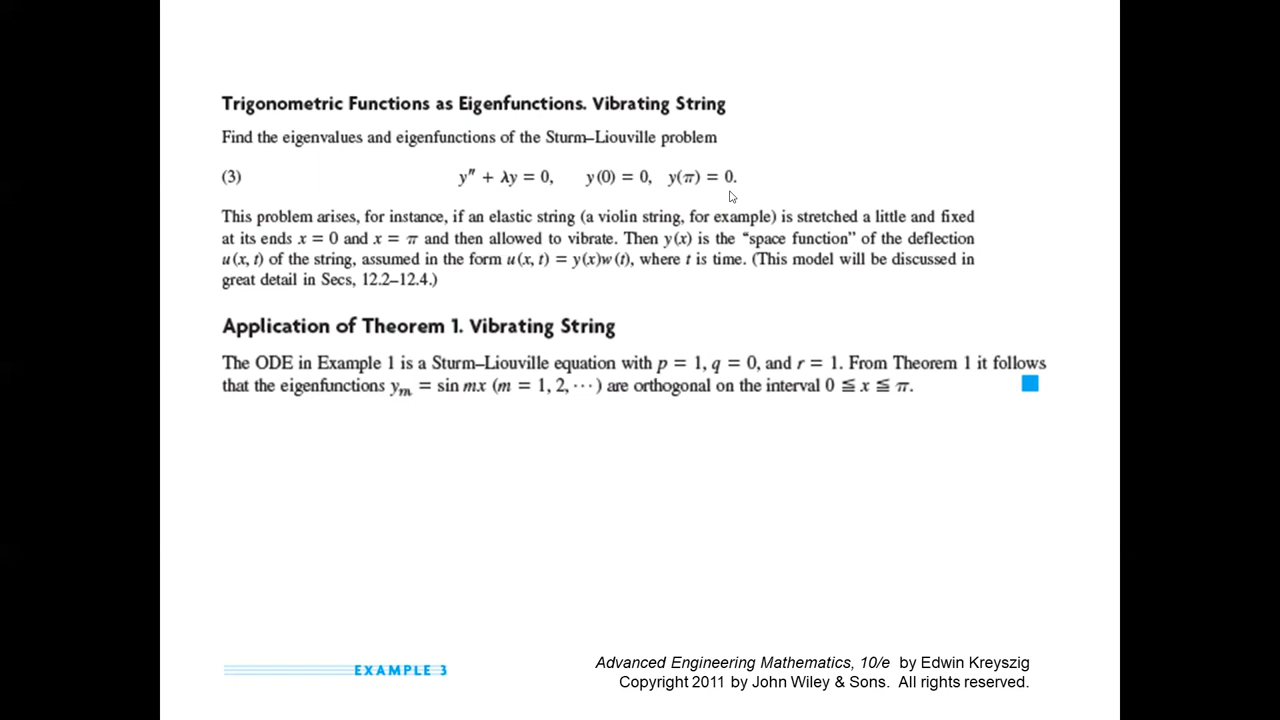 Trigonometric Functions as Eigenfunctions. Vibrating String
Find the eigenvalues and eigenfunctions of the Sturm–Liouville problem
(3) y″ + λy = 0, y(0) = 0, y(π) = 0.
This problem arises, for instance, if an elastic string (a violin string, for example) is stretched a little and fixed
at its ends x = 0 and x = π and then allowed to vibrate. Then y(x) is the “space function” of the deflection
u(x, t) of the string, assumed in the form u(x, t) = y(x)w(t), where t is time. (This model will be discussed in
great detail in Secs, 12.2–12.4.)
Application of Theorem 1. Vibrating String
The ODE in Example 1 is a Sturm–Liouville equation with p = 1, q = 0, and r = 1. From Theorem 1 it follows
that the eigenfunctions yₘ = sin mx (m = 1, 2, ⋯) are orthogonal on the interval 0 ≦ x ≦ π.
EXAMPLE 3
Advanced Engineering Mathematics, 10/e by Edwin Kreyszig
Copyright 2011 by John Wiley & Sons. All rights reserved.